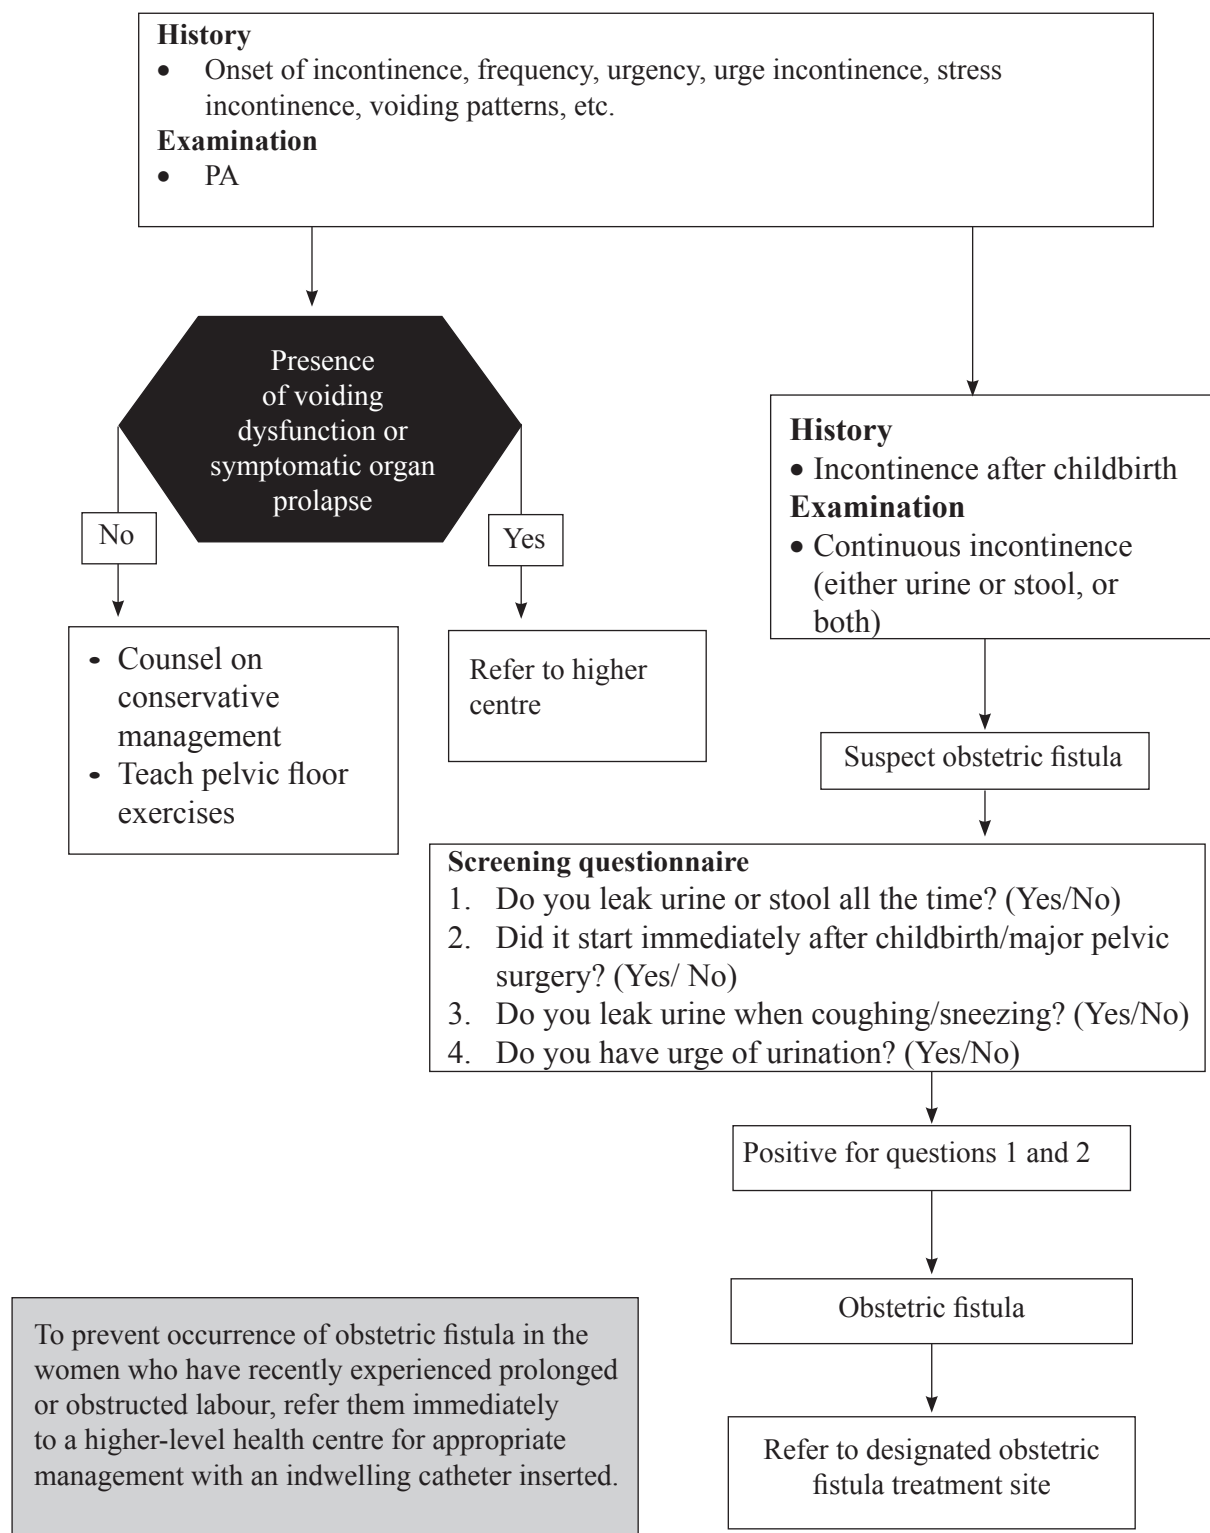 History
• Onset of incontinence, frequency, urgency, urge incontinence, stress
incontinence, voiding patterns, etc.
Examination
• PA
Presence
of voiding
dysfunction or
symptomatic organ
prolapse
No
Yes
• Counsel on
conservative
management
• Teach pelvic floor
exercises
Refer to higher
centre
History
• Incontinence after childbirth
Examination
• Continuous incontinence
(either urine or stool, or
both)
Suspect obstetric fistula
Screening questionnaire
1. Do you leak urine or stool all the time? (Yes/No)
2. Did it start immediately after childbirth/major pelvic
surgery? (Yes/ No)
3. Do you leak urine when coughing/sneezing? (Yes/No)
4. Do you have urge of urination? (Yes/No)
Positive for questions 1 and 2
Obstetric fistula
Refer to designated obstetric
fistula treatment site
To prevent occurrence of obstetric fistula in the
women who have recently experienced prolonged
or obstructed labour, refer them immediately
to a higher-level health centre for appropriate
management with an indwelling catheter inserted.